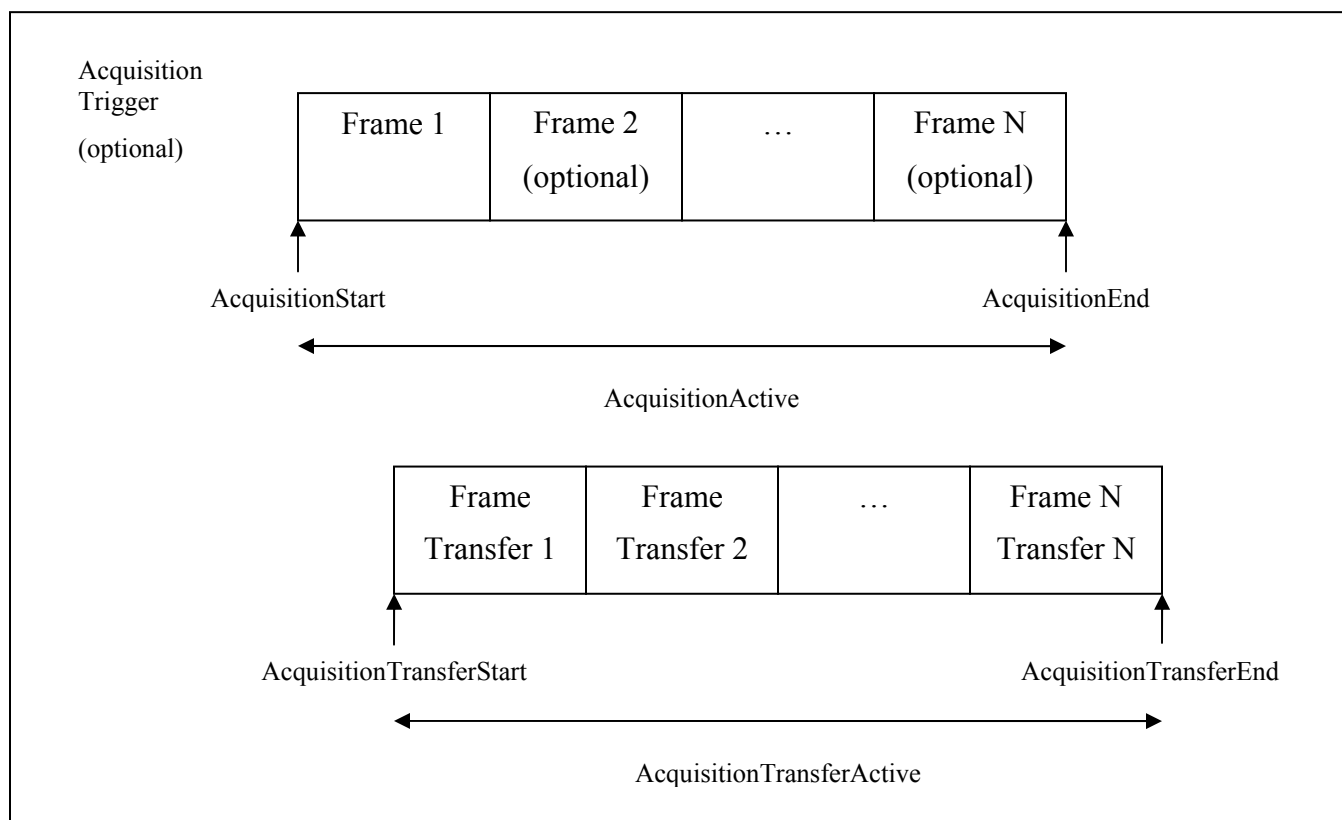 Acquisition
Trigger
(optional)
Frame 1
Frame 2
(optional)
…
Frame N
(optional)
AcquisitionStart
AcquisitionEnd
AcquisitionActive
Frame
Transfer 1
Frame
Transfer 2
…
Frame N
Transfer N
AcquisitionTransferStart
AcquisitionTransferEnd
AcquisitionTransferActive